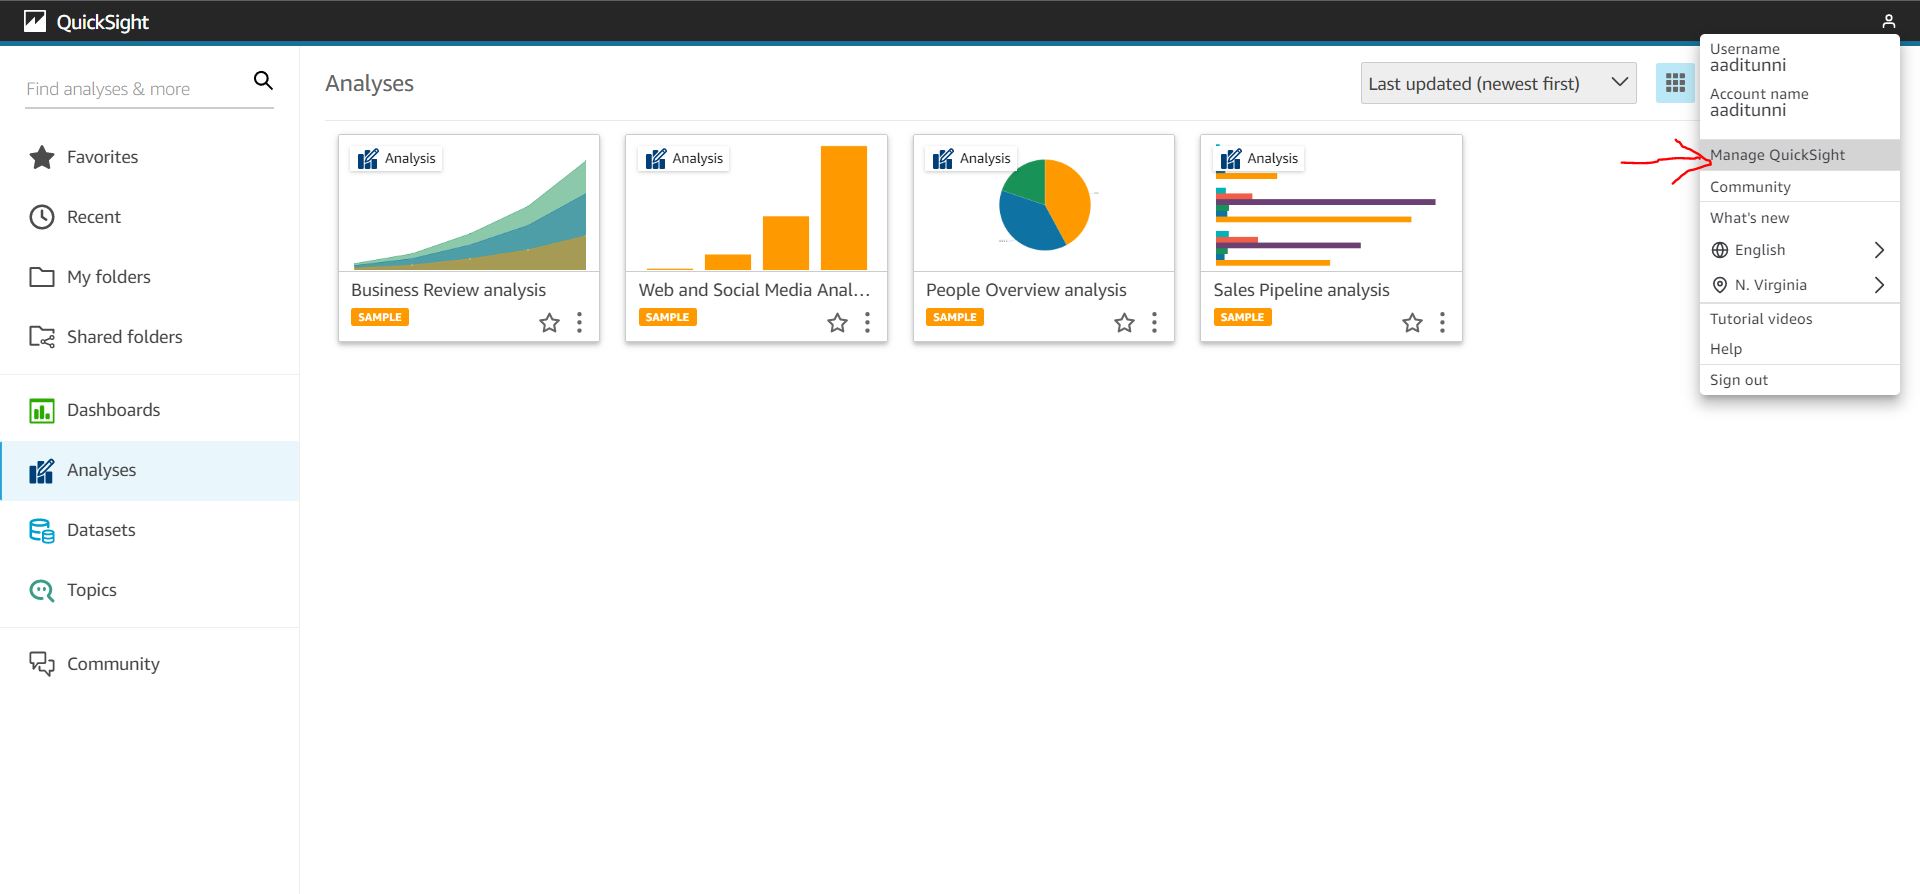 QuickSight
Find analyses & more
Favorites
Recent
My folders
Shared folders
Dashboards
Analyses
Datasets
Topics
Community
Analyses
Last updated (newest first)
Analysis
Business Review analysis
SAMPLE
Analysis
Web and Social Media Anal...
SAMPLE
Analysis
People Overview analysis
SAMPLE
Analysis
Sales Pipeline analysis
SAMPLE
Username
aaditunni
Account name
aaditunni
Manage QuickSight
Community
What's new
English
N. Virginia
Tutorial videos
Help
Sign out